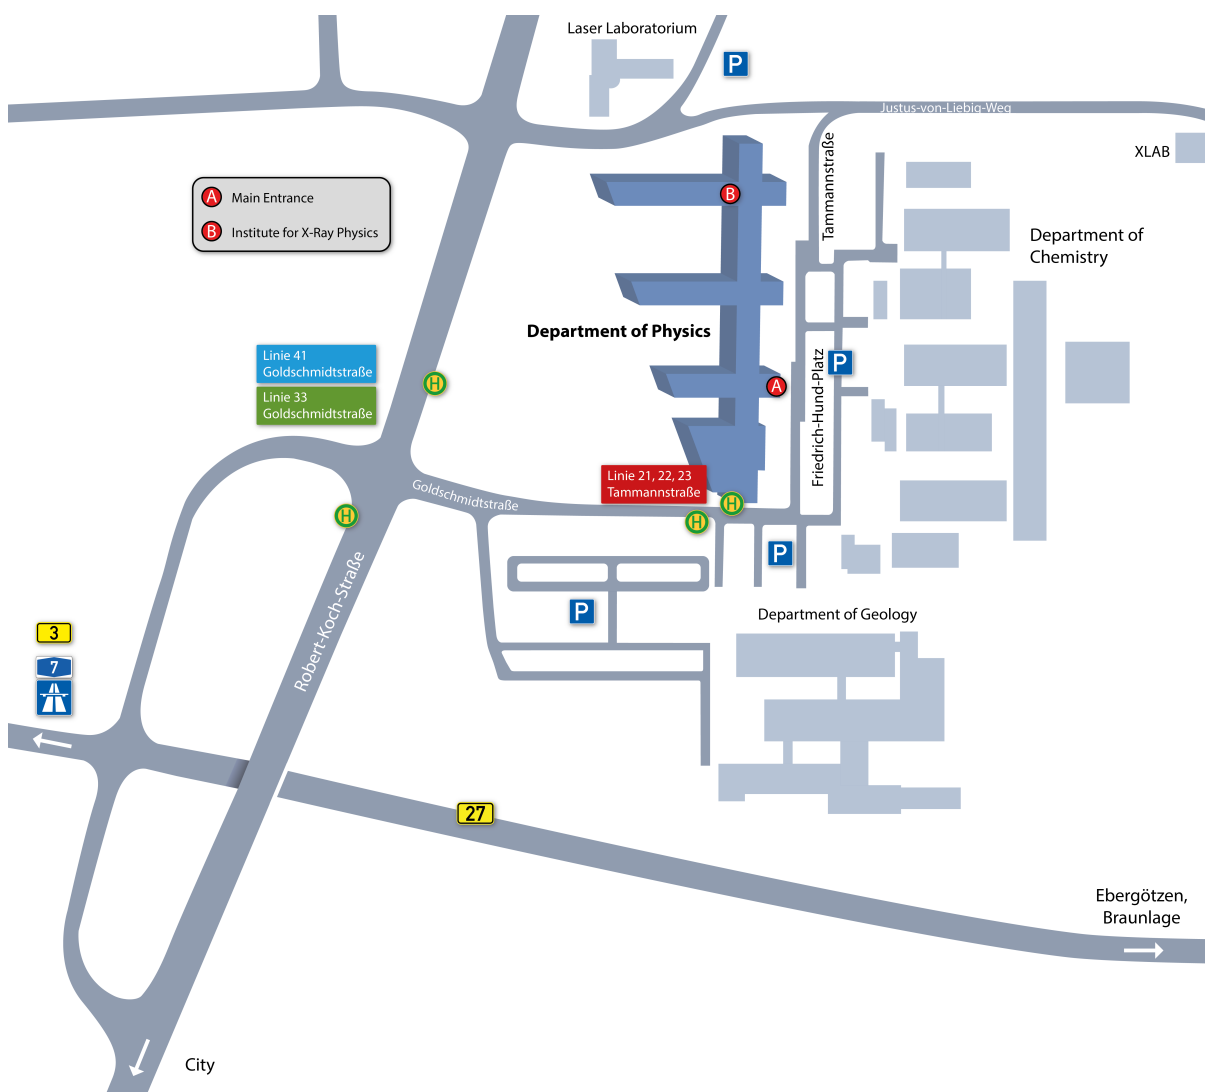 Laser Laboratorium
P
Justus-von-Liebig-Weg
XLAB
Tammannstraße
A Main Entrance
B Institute for X-Ray Physics
B
Department of
Chemistry
Department of Physics
Linie 41
Goldschmidtstraße
Linie 33
Goldschmidtstraße
H
P
A
Friedrich-Hund-Platz
Linie 21, 22, 23
Tammannstraße
Goldschmidtstraße
H
H
H
P
P
Robert-Koch-Straße
Department of Geology
3
7
27
Ebergötzen,
Braunlage
City